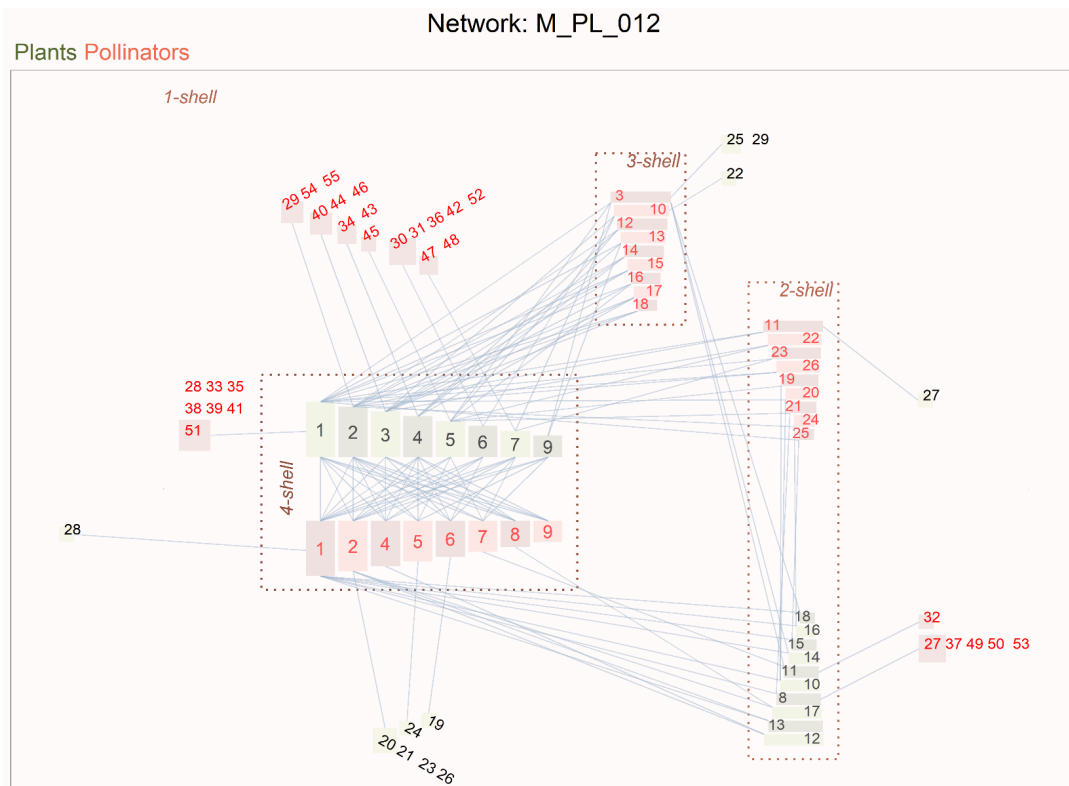 Network: M_PL_012
Plants Pollinators
1-shell
25 29
3-shell
22
29 54 55
40 44 46
34 43
45
30 31 36 42 52
47 48
3
10
12
13
14
15
16
17
18
2-shell
11
22
23
26
19
20
21
24
25
27
28 33 35
38 39 41
51
1 2 3 4 5 6 7 9
4-shell
28
1 2 4 5 6 7 8 9
18
16
15
14
11
10
8
17
13
12
32
27 37 49 50 53
19
24
20 21 23 26